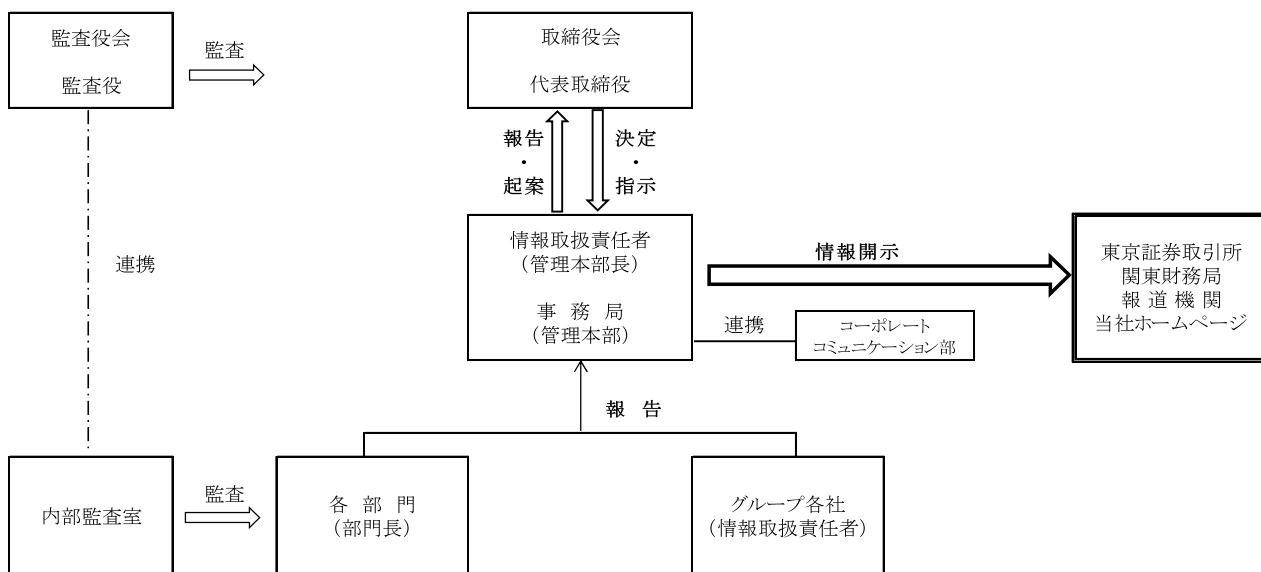 監査役会
監査役
監査
取締役会
代表取締役
報告
・
起案
決定
・
指示
情報取扱責任者
（管理本部長）
事 務 局
（管理本部）
情報開示
東京証券取引所
関東財務局
報 道 機 関
当社ホームページ
連携
コーポレート
コミュニケーション部
連携
報 告
内部監査室
監査
各 部 門
（部門長）
グループ各社
（情報取扱責任者）